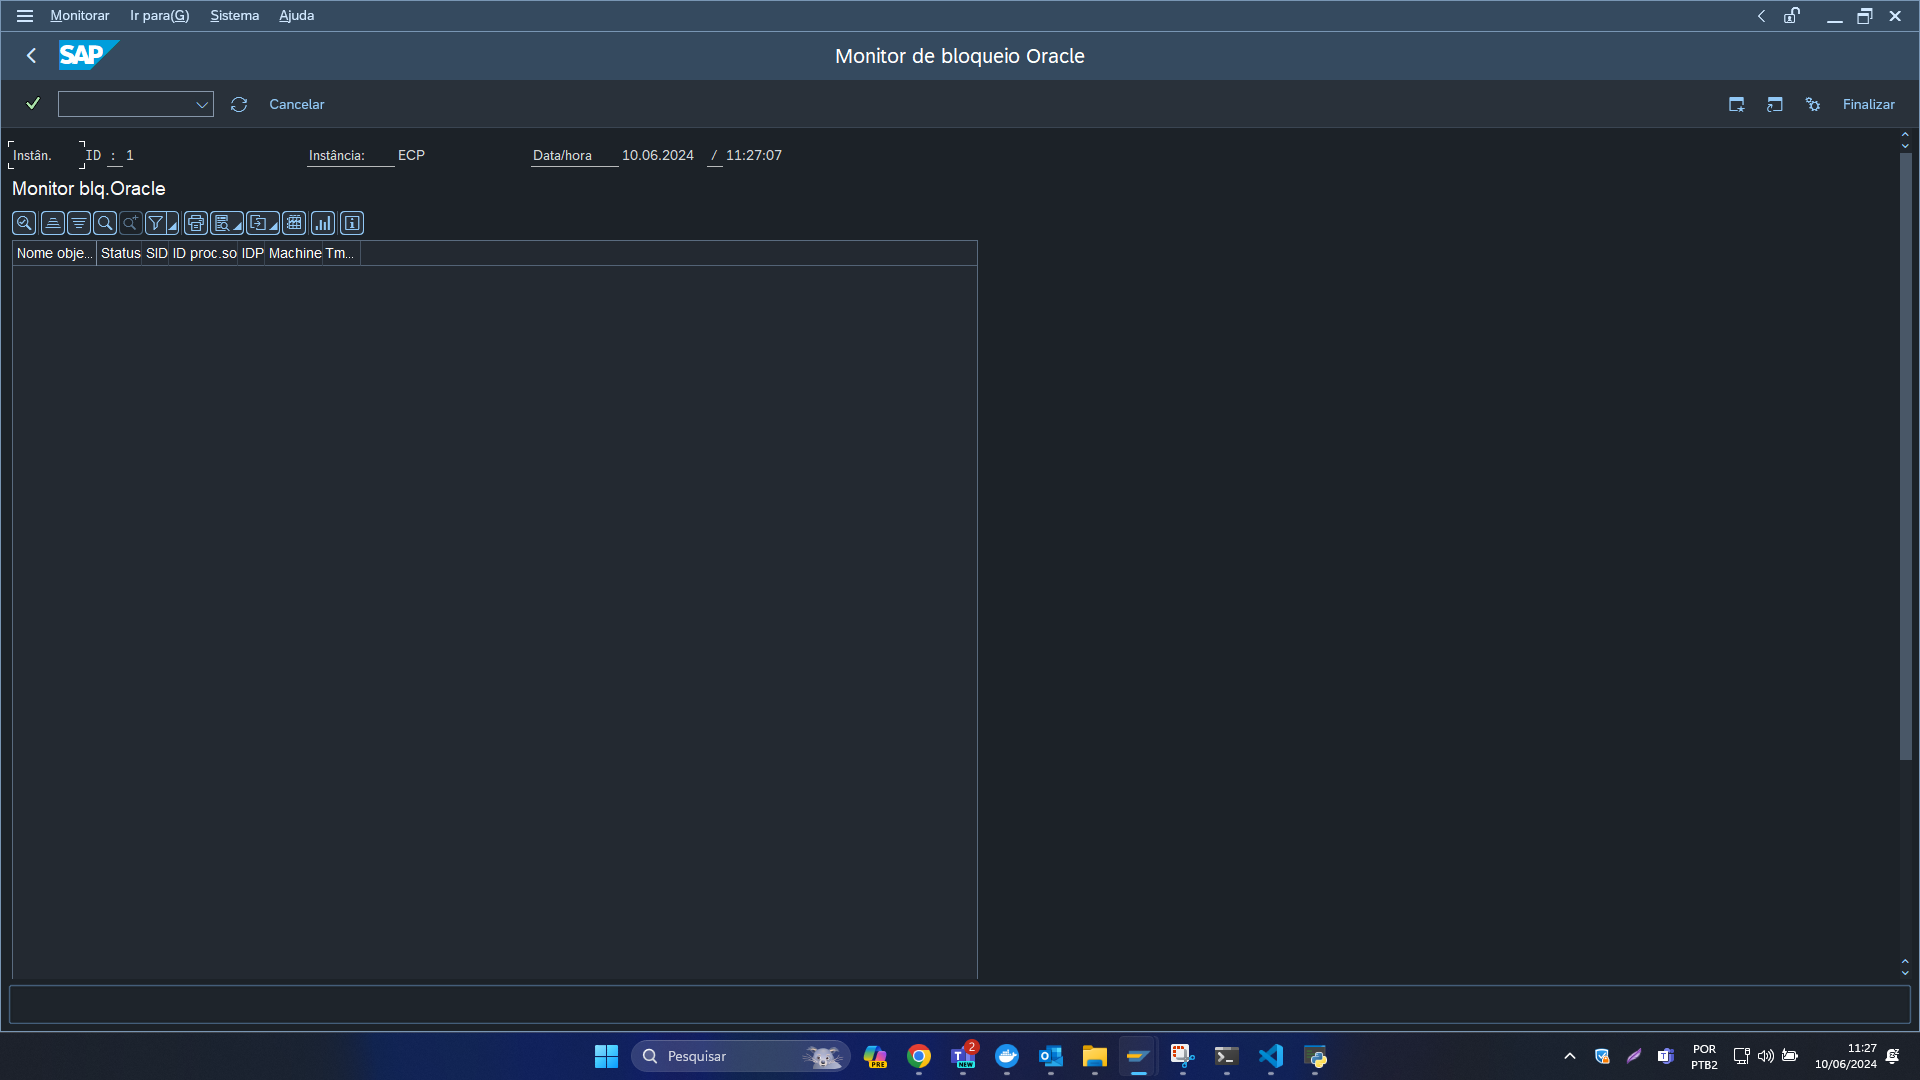 Monitorar Ir para(G) Sistema Ajuda
SAP Monitor de bloqueio Oracle
Cancelar Finalizar
Instân. ID : 1 Instância: ECP Data/hora 10.06.2024 / 11:27:07
Monitor blq.Oracle
Nome obje... Status SID ID proc.so IDP Machine Tm...
Pesquisar PRE 2 NEW POR PTB2 11:27 10/06/2024